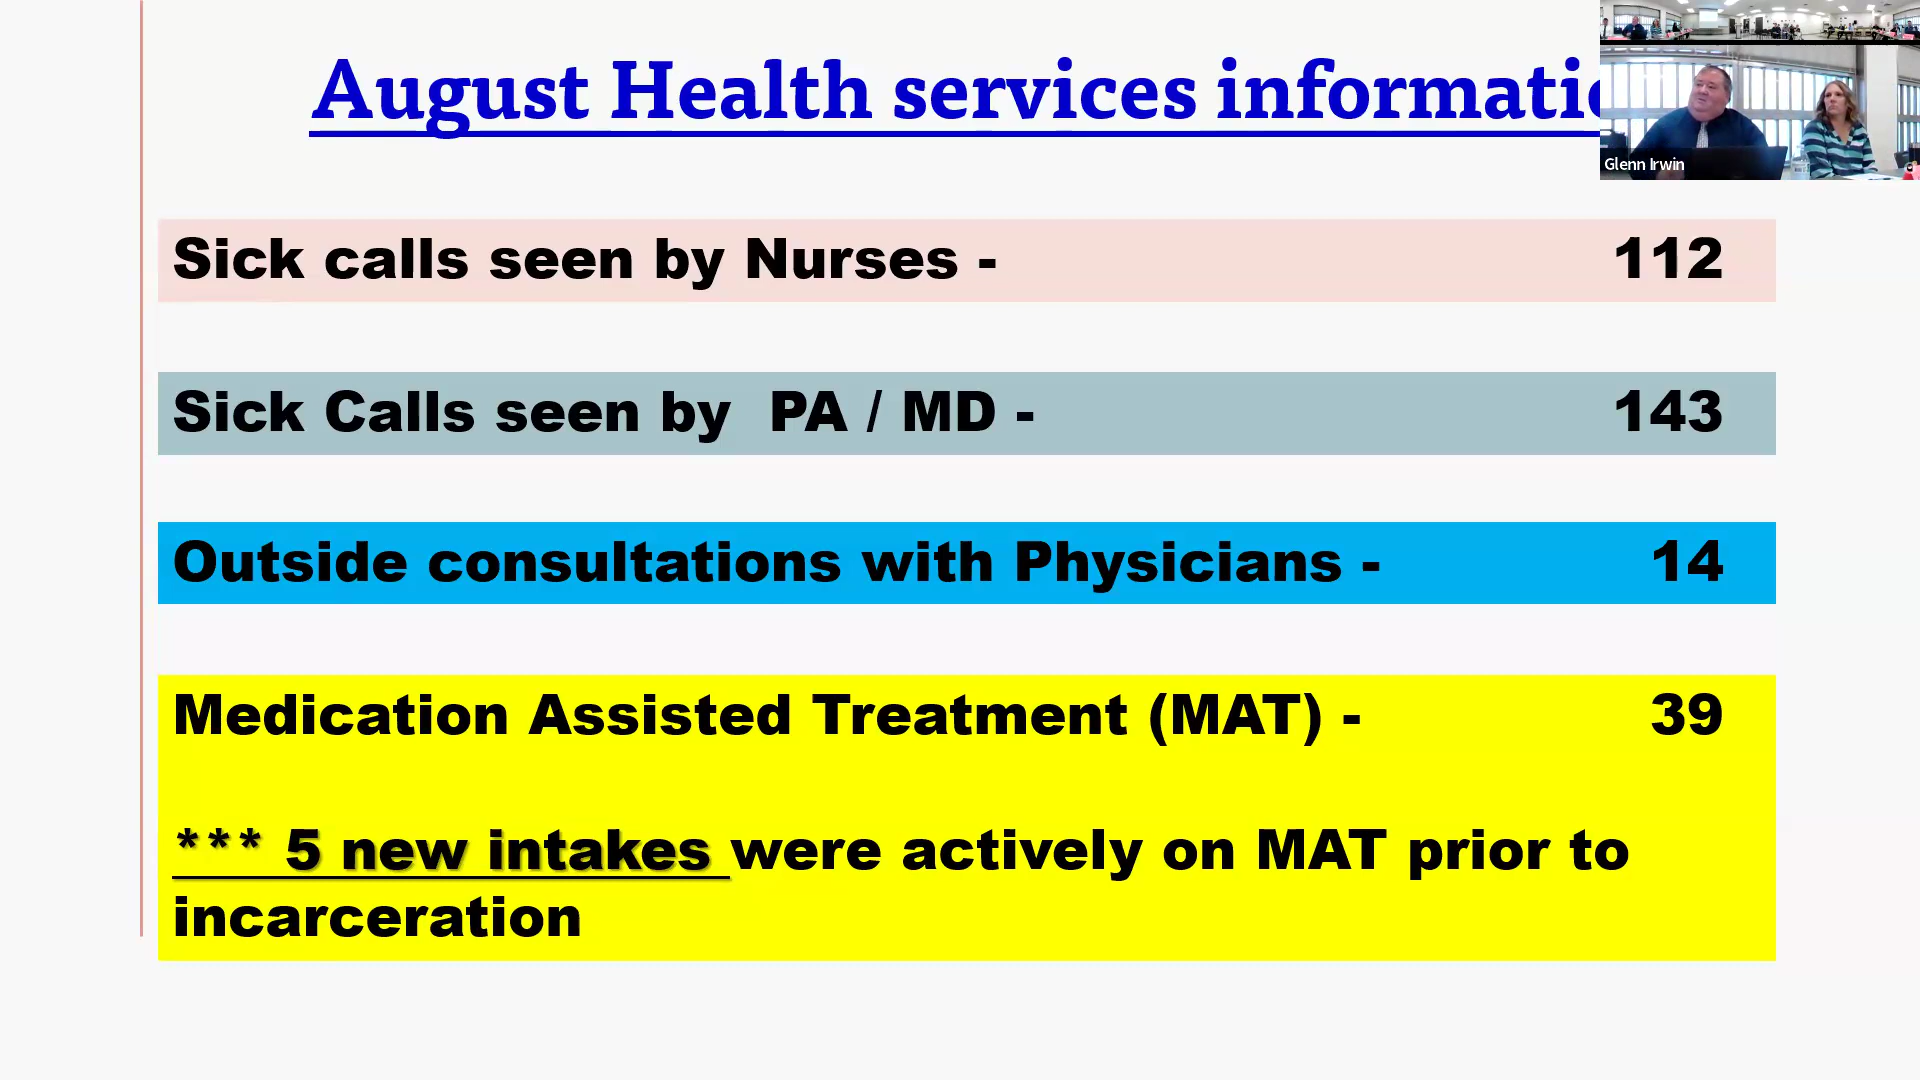 August Health services
Glenn Irwin
Sick calls seen by Nurses - 112
Sick Calls seen by PA / MD - 143
Outside consultations with Physicians - 14
Medication Assisted Treatment (MAT) - 39
*** 5 new intakes were actively on MAT prior to
incarceration